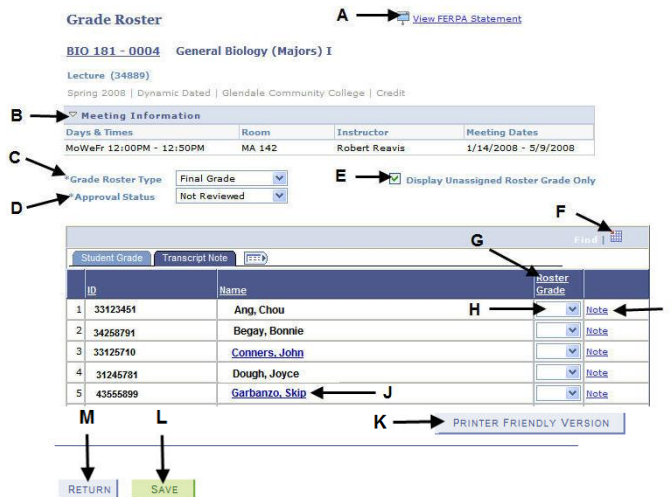 Grade Roster
A
View FERPA Statement
BIO 181 - 0004 General Biology (Majors) I
Lecture (34889)
Spring 2008 | Dynamic Dated | Glendale Community College | Credit
B
Meeting Information
Days & Times Room Instructor Meeting Dates
MoWeFr 12:00PM - 12:50PM MA 142 Robert Reavis 1/14/2008 - 5/9/2008
C
*Grade Roster Type Final Grade
E
Display Unassigned Roster Grade Only
D
*Approval Status Not Reviewed
F
G
Find |
Student Grade Transcript Note
ID Name Roster Grade
1 33123451 Ang, Chou H Note
2 34258791 Begay, Bonnie Note
3 33125710 Conners, John Note
4 31245781 Dough, Joyce Note
5 43555899 Garbanzo, Skip J Note
M L K
PRINTER FRIENDLY VERSION
RETURN SAVE